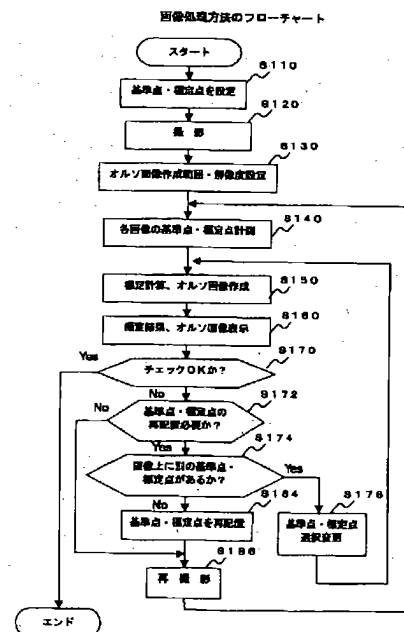 画像処理方法のフローチャート
スタート
S110
基準点・標定点を設定
S120
撮 影
S130
オルソ画像作成範囲・解像度設定
S140
各画像の基準点・標定点計測
S150
標定計算、オルソ画像作成
S160
標定結果、オルソ画像表示
S170
Yes
チェックOKか?
No
S172
No
基準点・標定点の
再配置必要か?
Yes
S174
画像上に別の基準点・
標定点があるか?
Yes
No
S184
S176
基準点・標定点を再配置
基準点・標定点
選択変更
S186
再 撮 影
エンド